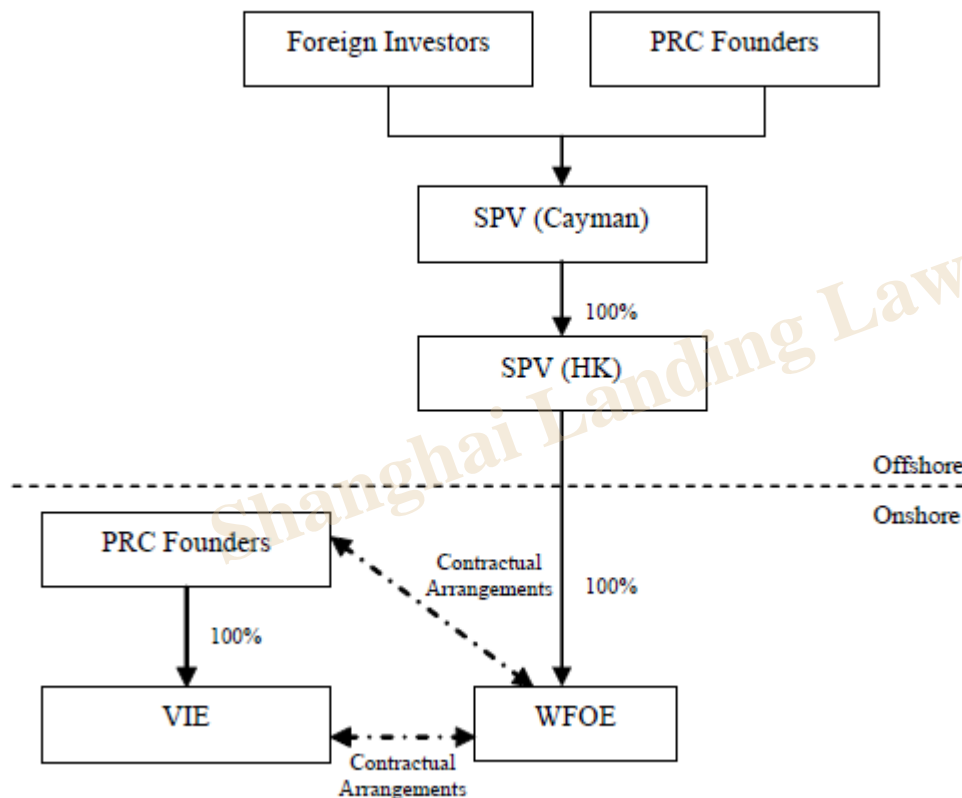 Foreign Investors
PRC Founders
SPV (Cayman)
100%
SPV (HK)
Shanghai Landing Law
Offshore
Onshore
PRC Founders
Contractual
Arrangements
100%
100%
VIE
WFOE
Contractual
Arrangements